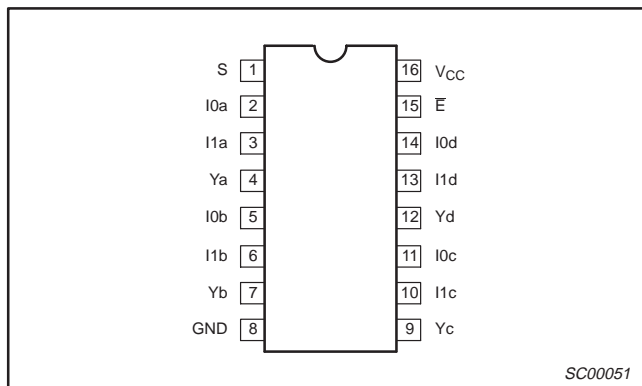 S 1 16 VCC
I0a 2 15 E̅
I1a 3 14 I0d
Ya 4 13 I1d
I0b 5 12 Yd
I1b 6 11 I0c
Yb 7 10 I1c
GND 8 9 Yc
SC00051